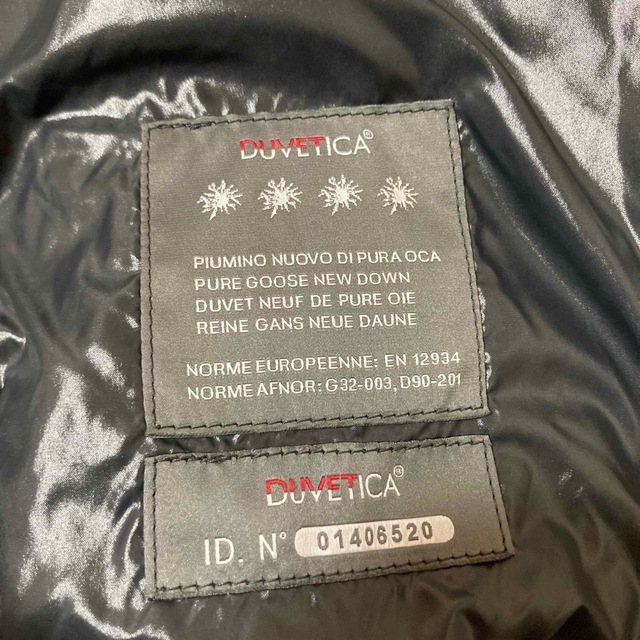 DUVETICA®
PIUMINO NUOVO DI PURA OCA
PURE GOOSE NEW DOWN
DUVET NEUF DE PURE OIE
REINE GANS NEUE DAUNE
NORME EUROPEENNE: EN 12934
NORME AFNOR: G32-003, D90-201
DUVETICA®
ID. N° 01406520